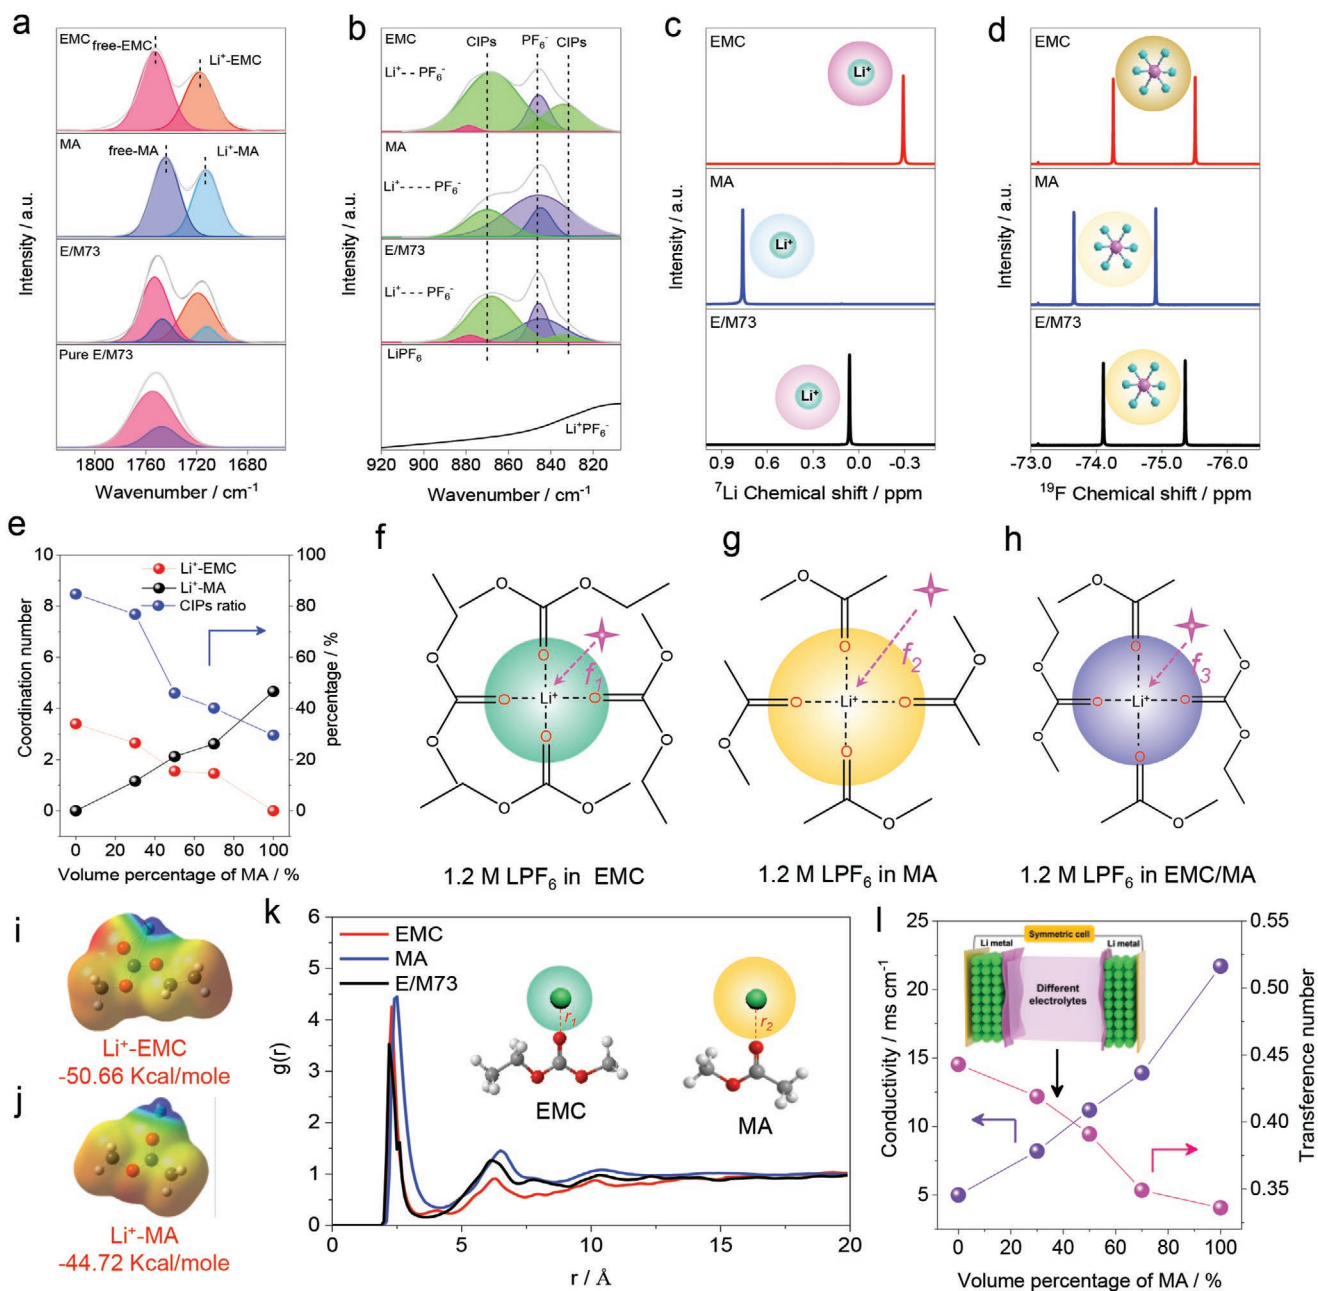 a
EMC
free-EMC
Li⁺-EMC
MA
free-MA
Li⁺-MA
E/M73
Pure E/M73
Intensity / a.u.
1800 1760 1720 1680
Wavenumber / cm⁻¹
b
EMC
CIPs PF₆⁻ CIPs
Li⁺-- PF₆⁻
MA
Li⁺---- PF₆⁻
E/M73
Li⁺--- PF₆⁻
LiPF₆
Li⁺PF₆⁻
Intensity / a.u.
920 900 880 860 840 820
Wavenumber / cm⁻¹
c
EMC
Li⁺
MA
Li⁺
E/M73
Li⁺
Intensity / a.u.
0.9 0.6 0.3 0.0 -0.3
⁷Li Chemical shift / ppm
d
EMC
MA
E/M73
Intensity / a.u.
-73.0 -74.0 -75.0 -76.0
¹⁹F Chemical shift / ppm
e
Li⁺-EMC
Li⁺-MA
CIPs ratio
Coordination number
0 2 4 6 8 10
percentage / %
0 20 40 60 80 100
0 20 40 60 80 100
Volume percentage of MA / %
f
O O
O
O O Li⁺ O O
O
O O O
f₁
1.2 M LPF₆ in EMC
g
O
O
O Li⁺ O O
O
O O
f₂
1.2 M LPF₆ in MA
h
O
O
O
O O Li⁺ O O
O
O O
f₃
1.2 M LPF₆ in EMC/MA
i
Li⁺-EMC
-50.66 Kcal/mole
j
Li⁺-MA
-44.72 Kcal/mole
k
EMC
MA
E/M73
r₁
EMC
r₂
MA
g(r)
0 1 2 3 4 5 6
0 5 10 15 20
r / Å
l
Symmetric cell
Li metal Li metal
Different
electrolytes
Conductivity / ms cm⁻¹
5 10 15 20 25
Transference number
0.35 0.40 0.45 0.50 0.55
0 20 40 60 80 100
Volume percentage of MA / %